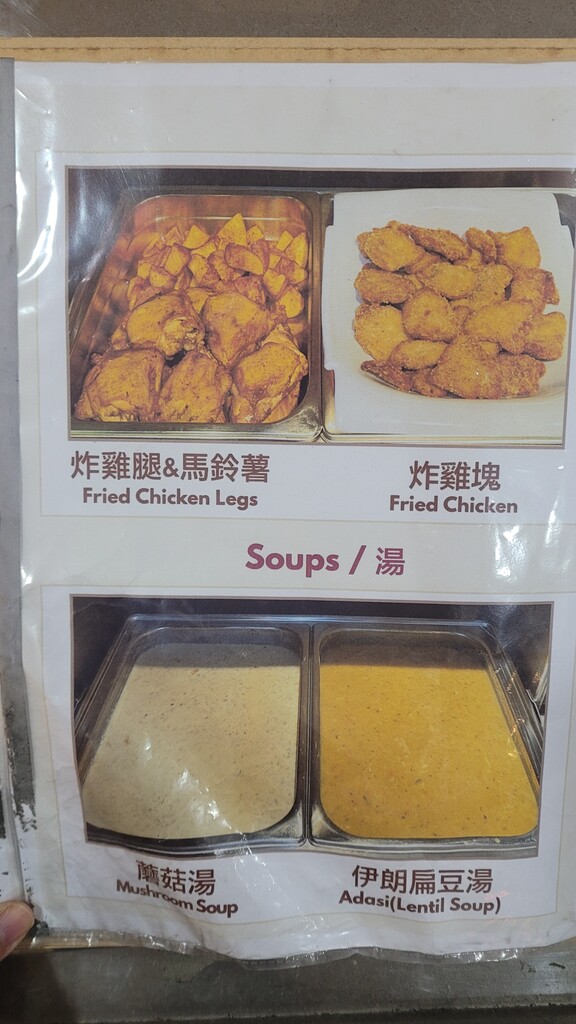 炸雞腿&馬鈴薯
Fried Chicken Legs
炸雞塊
Fried Chicken
Soups / 湯
蘑菇湯
Mushroom Soup
伊朗扁豆湯
Adasi(Lentil Soup)